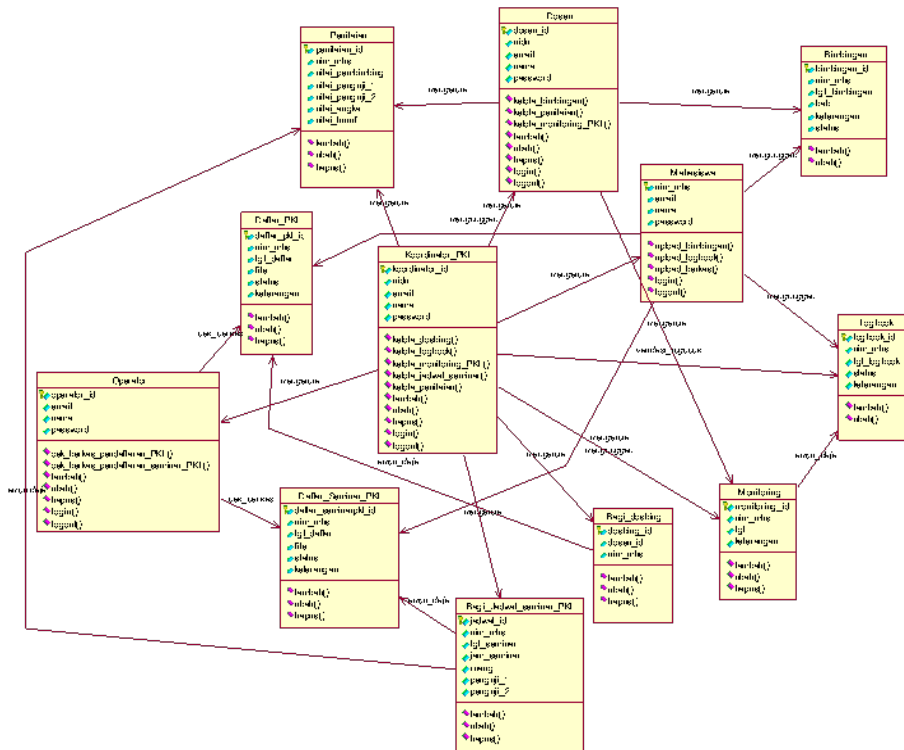 Penilaian
penilaian_id
nim_mhs
nilai_pembimbing
nilai_penguji_1
nilai_penguji_2
nilai_angka
nilai_huruf
tambah()
ubah()
hapus()
Dosen
dosen_id
nidn
email
nama
password
kelola_bimbingan()
kelola_penilaian()
kelola_monitoring_PKL()
tambah()
ubah()
hapus()
login()
logout()
Bimbingan
bimbingan_id
nim_mhs
tgl_bimbingan
bab
keterangan
status
tambah()
ubah()
Mahasiswa
nim_mhs
email
nama
password
upload_bimbingan()
upload_logbook()
upload_berkas()
login()
logout()
Daftar_PKL
daftar_pkl_id
nim_mhs
tgl_daftar
file
status
keterangan
tambah()
ubah()
hapus()
Koordinator_PKL
koordinator_id
nidn
email
nama
password
kelola_dosbing()
kelola_logbook()
kelola_monitoring_PKL()
kelola_jadwal_seminar()
kelola_penilaian()
tambah()
ubah()
hapus()
login()
logout()
Logbook
logbook_id
nim_mhs
tgl_logbook
status
keterangan
tambah()
ubah()
Operator
operator_id
email
nama
password
cek_berkas_pendaftaran_PKL()
cek_berkas_pendaftaran_seminar_PKL()
tambah()
ubah()
hapus()
login()
logout()
Daftar_Seminar_PKL
daftar_seminarpkl_id
nim_mhs
tgl_daftar
file
status
keterangan
tambah()
ubah()
hapus()
Bagi_dosbing
dosbing_id
dosen_id
nim_mhs
tambah()
ubah()
hapus()
Monitoring
monitoring_id
nim_mhs
tgl
keterangan
tambah()
ubah()
hapus()
Bagi_Jadwal_seminar_PKL
jadwal_id
nim_mhs
tgl_seminar
jam_seminar
ruang
penguji_1
penguji_2
tambah()
ubah()
hapus()